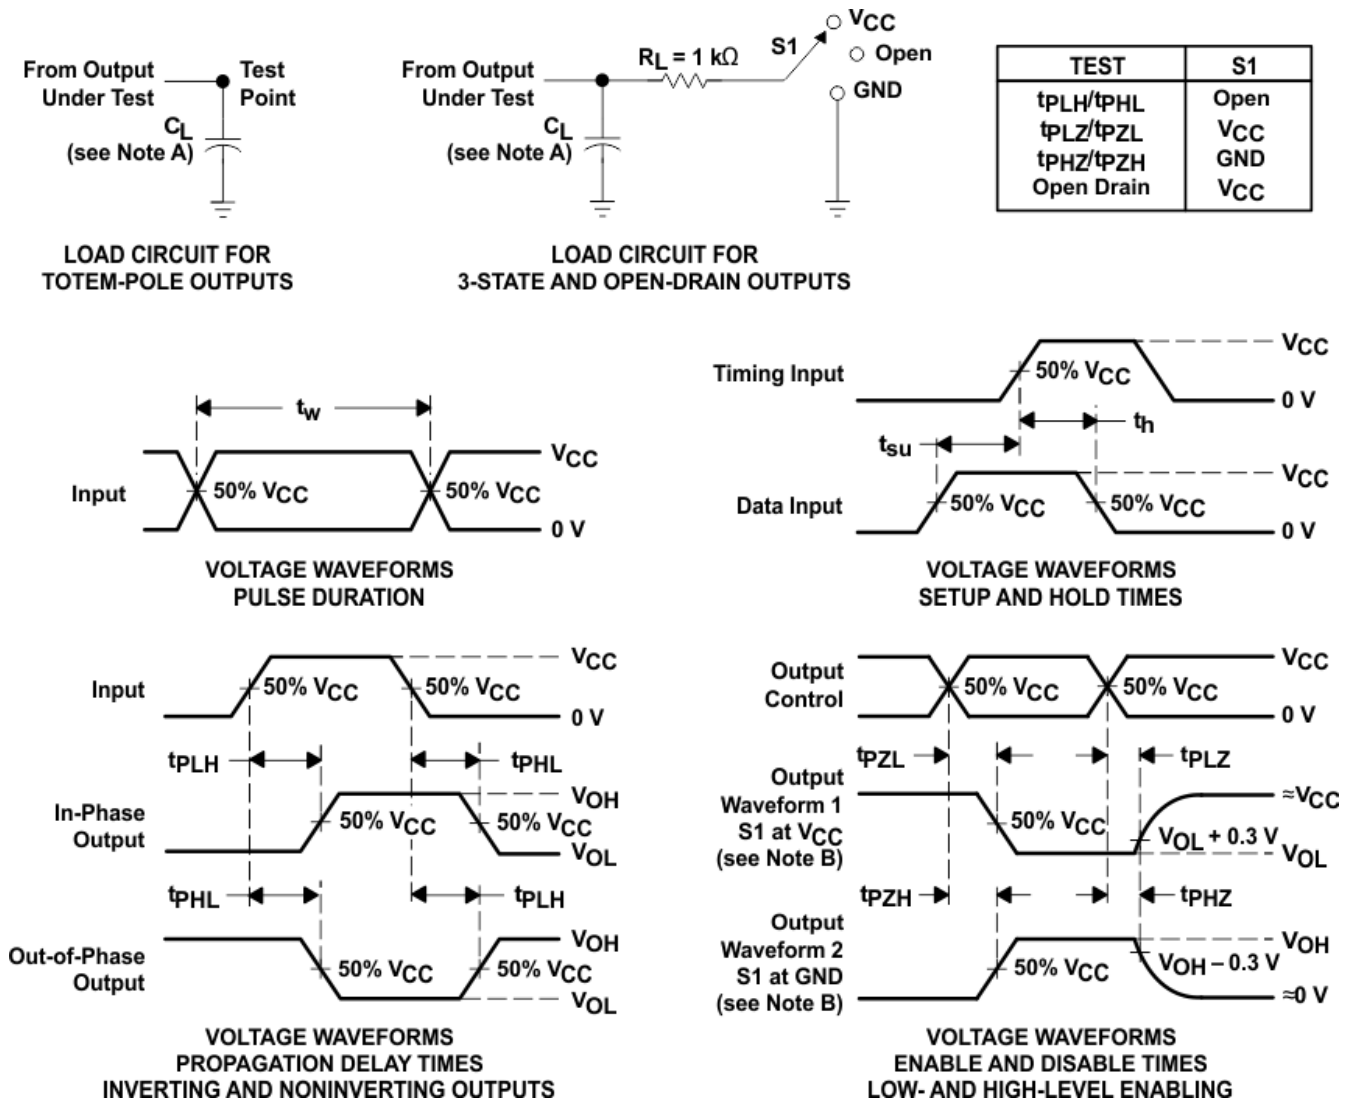 From Output
Under Test
Test
Point
CL
(see Note A)
LOAD CIRCUIT FOR
TOTEM-POLE OUTPUTS
From Output
Under Test
RL = 1 kΩ
S1
VCC
Open
GND
CL
(see Note A)
LOAD CIRCUIT FOR
3-STATE AND OPEN-DRAIN OUTPUTS
TEST S1
tPLH/tPHL Open
tPLZ/tPZL VCC
tPHZ/tPZH GND
Open Drain VCC
tw
Input
50% VCC
50% VCC
VCC
0 V
VOLTAGE WAVEFORMS
PULSE DURATION
Timing Input
50% VCC
VCC
0 V
tsu
th
Data Input
50% VCC
50% VCC
VCC
0 V
VOLTAGE WAVEFORMS
SETUP AND HOLD TIMES
Input
50% VCC
50% VCC
VCC
0 V
tPLH
tPHL
In-Phase
Output
50% VCC
50% VCC
VOH
VOL
tPHL
tPLH
Out-of-Phase
Output
50% VCC
50% VCC
VOH
VOL
VOLTAGE WAVEFORMS
PROPAGATION DELAY TIMES
INVERTING AND NONINVERTING OUTPUTS
Output
Control
50% VCC
50% VCC
VCC
0 V
tPZL
tPLZ
Output
Waveform 1
S1 at VCC
(see Note B)
50% VCC
VOL + 0.3 V
≈VCC
VOL
tPZH
tPHZ
Output
Waveform 2
S1 at GND
(see Note B)
50% VCC
VOH – 0.3 V
VOH
≈0 V
VOLTAGE WAVEFORMS
ENABLE AND DISABLE TIMES
LOW- AND HIGH-LEVEL ENABLING